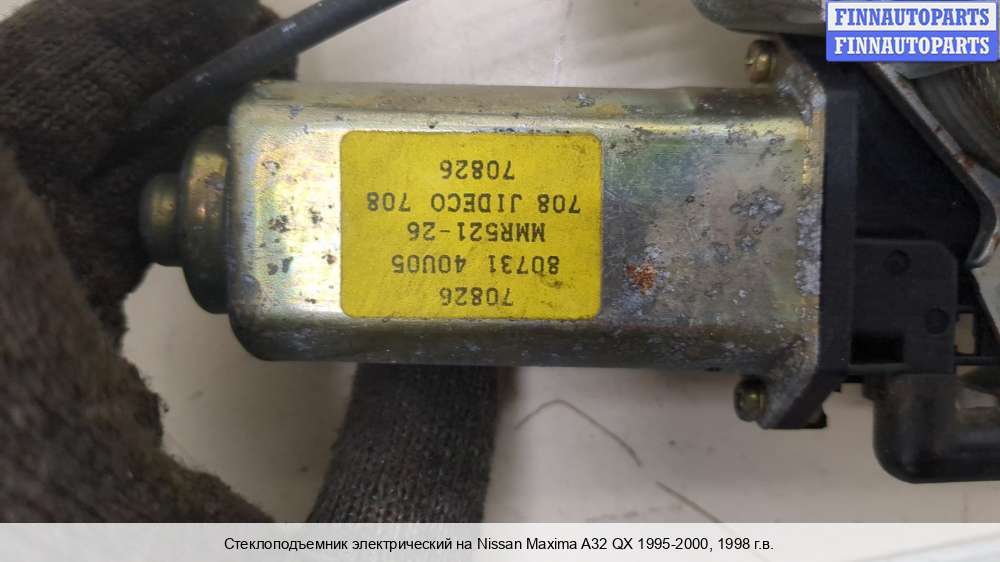 FINNAUTOPARTS
FINNAUTOPARTS
70826
80731 40U05
MMR521-26
708 JIDECO 708
70826
Стеклоподъемник электрический на Nissan Maxima A32 QX 1995-2000, 1998 г.в.